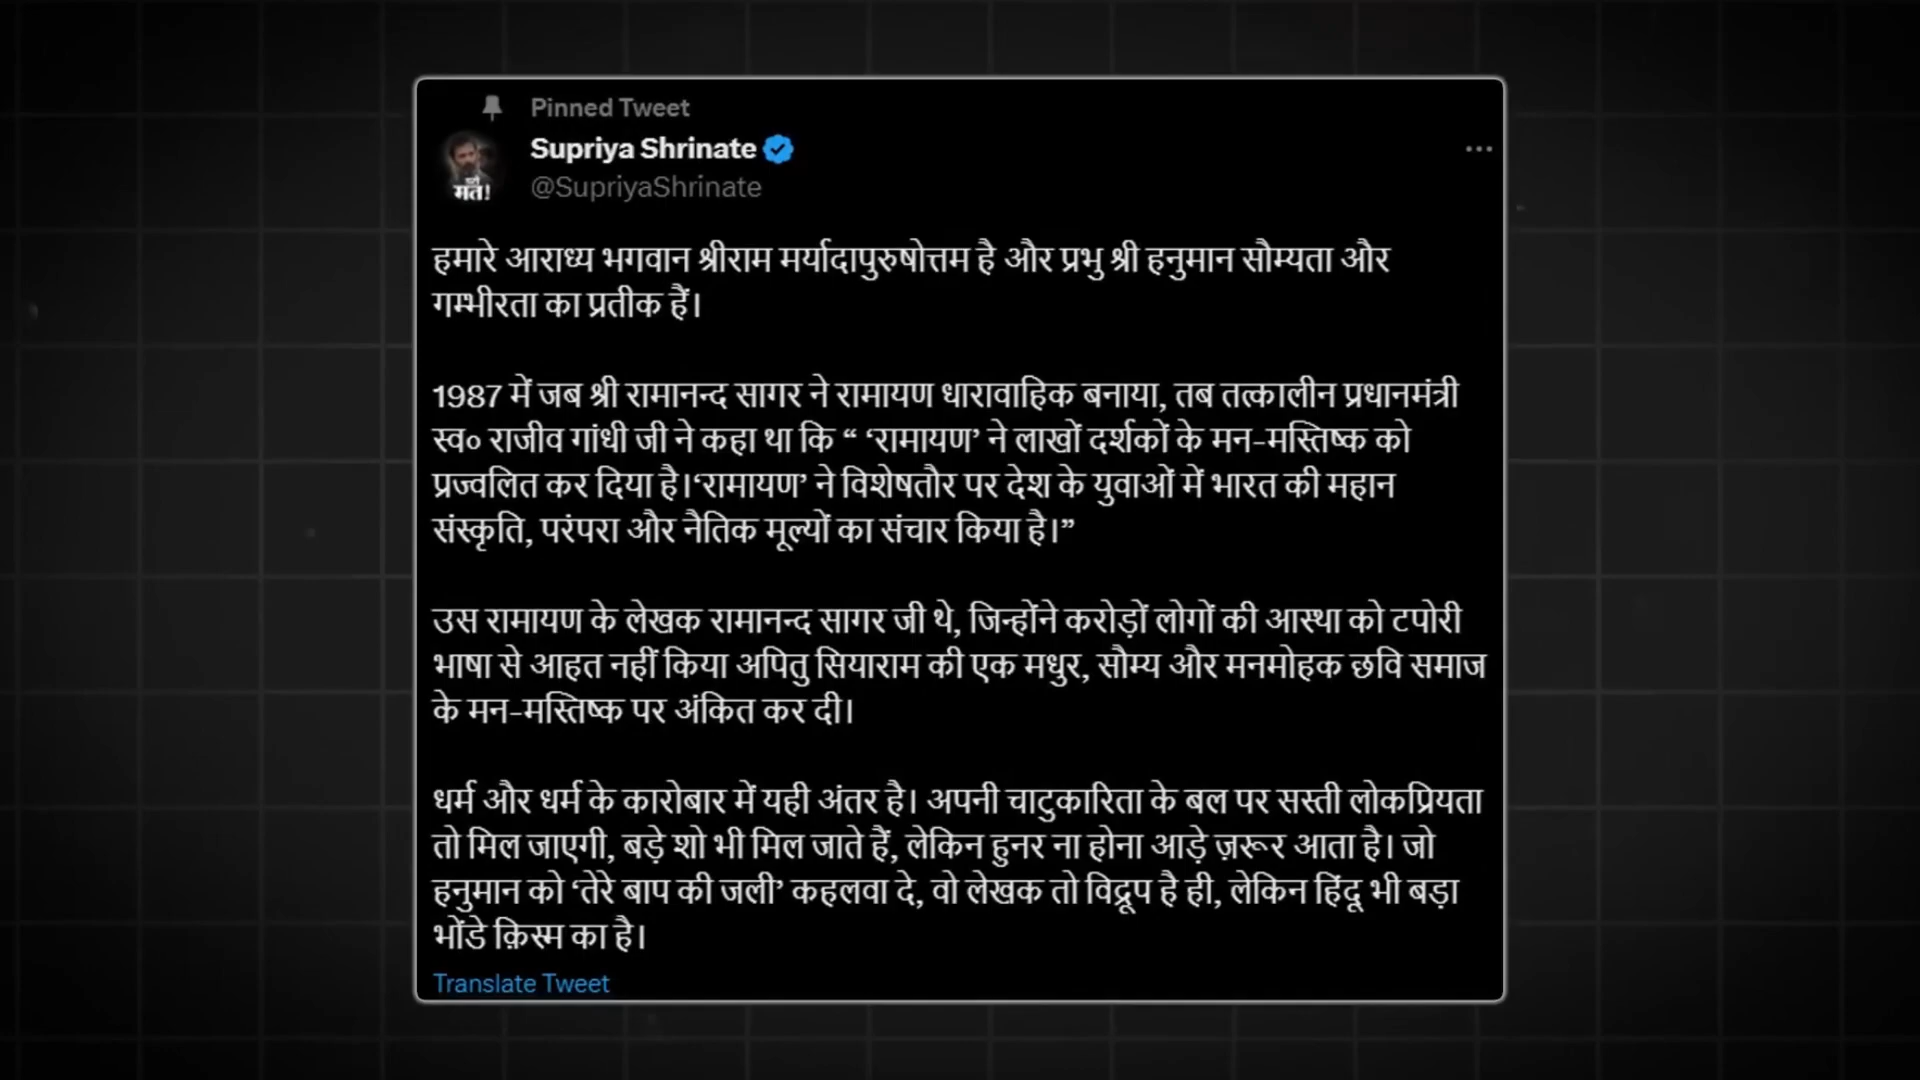 Pinned Tweet
Supriya Shrinate
@SupriyaShrinate
मत!
हमारे आराध्य भगवान श्रीराम मर्यादापुरुषोत्तम है और प्रभु श्री हनुमान सौम्यता और
गम्भीरता का प्रतीक हैं।
1987 में जब श्री रामानन्द सागर ने रामायण धारावाहिक बनाया, तब तत्कालीन प्रधानमंत्री
स्व० राजीव गांधी जी ने कहा था कि “ ‘रामायण’ ने लाखों दर्शकों के मन-मस्तिष्क को
प्रज्वलित कर दिया है।‘रामायण’ ने विशेषतौर पर देश के युवाओं में भारत की महान
संस्कृति, परंपरा और नैतिक मूल्यों का संचार किया है।”
उस रामायण के लेखक रामानन्द सागर जी थे, जिन्होंने करोड़ों लोगों की आस्था को टपोरी
भाषा से आहत नहीं किया अपितु सियाराम की एक मधुर, सौम्य और मनमोहक छवि समाज
के मन-मस्तिष्क पर अंकित कर दी।
धर्म और धर्म के कारोबार में यही अंतर है। अपनी चाटुकारिता के बल पर सस्ती लोकप्रियता
तो मिल जाएगी, बड़े शो भी मिल जाते हैं, लेकिन हुनर ना होना आड़े ज़रूर आता है। जो
हनुमान को ‘तेरे बाप की जली’ कहलवा दे, वो लेखक तो विद्रूप है ही, लेकिन हिंदू भी बड़ा
भोंडे क़िस्म का है।
Translate Tweet